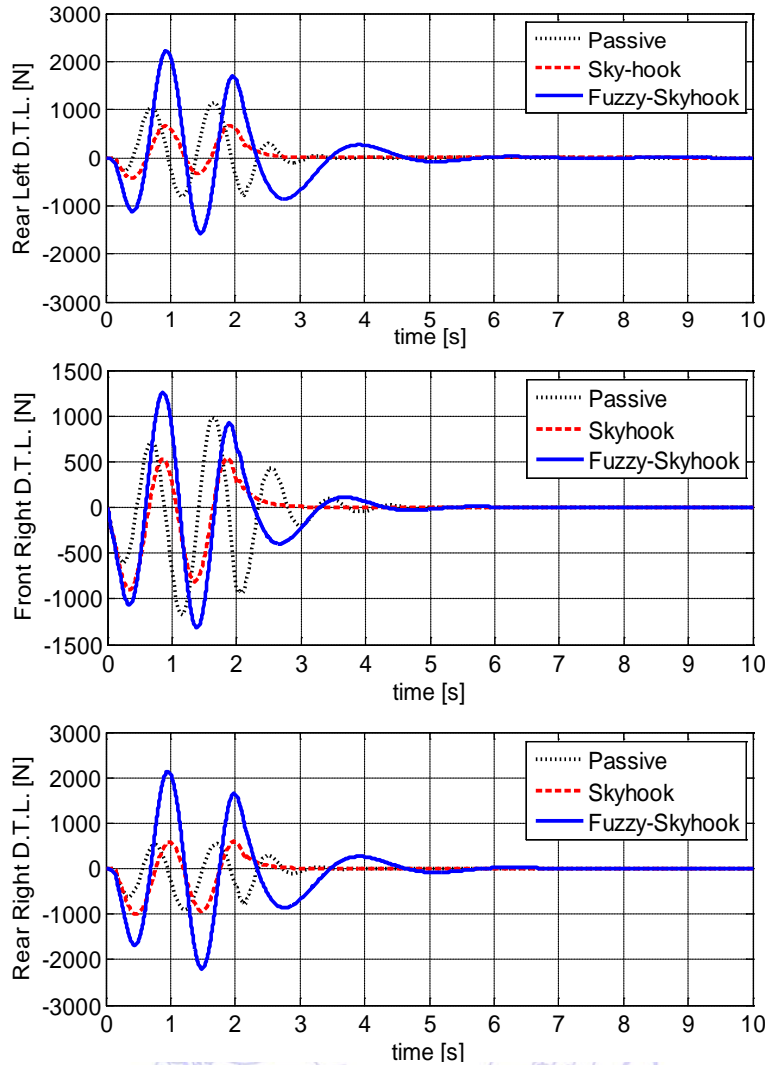 Rear Left D.T.L. [N]
3000
2000
1000
0
-1000
-2000
-3000
Passive
Sky-hook
Fuzzy-Skyhook
0 1 2 3 4 5 6 7 8 9 10
time [s]
Front Right D.T.L. [N]
1500
1000
500
0
-500
-1000
-1500
Passive
Skyhook
Fuzzy-Skyhook
0 1 2 3 4 5 6 7 8 9 10
time [s]
Rear Right D.T.L. [N]
3000
2000
1000
0
-1000
-2000
-3000
Passive
Skyhook
Fuzzy-Skyhook
0 1 2 3 4 5 6 7 8 9 10
time [s]